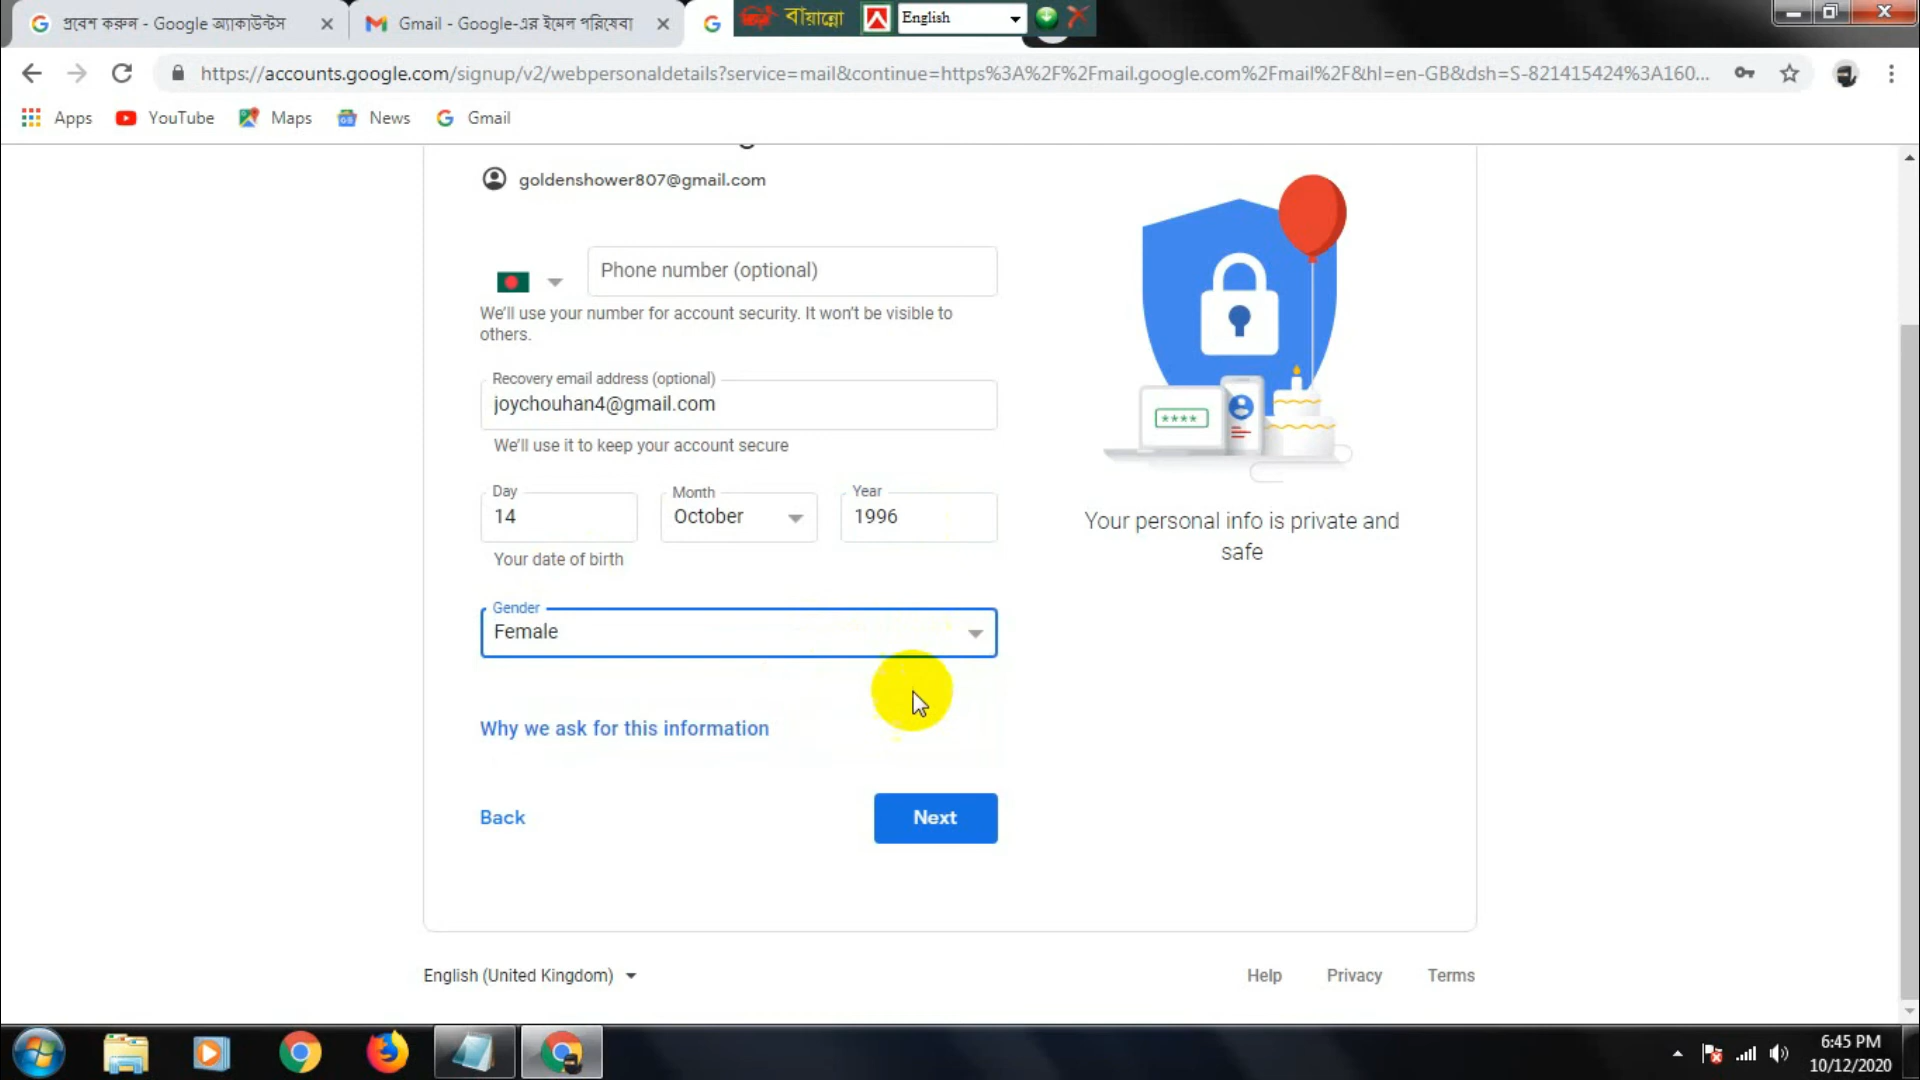 প্রবেশ করুন - Google অ্যাকাউন্টস
Gmail - Google-এর ইমেল পরিষেবা
বায়ান্নো
English
https://accounts.google.com/signup/v2/webpersonaldetails?service=mail&continue=https%3A%2F%2Fmail.google.com%2Fmail%2F&hl=en-GB&dsh=S-821415424%3A160...
Apps
YouTube
Maps
News
Gmail
goldenshower807@gmail.com
Phone number (optional)
We'll use your number for account security. It won't be visible to
others.
Recovery email address (optional)
joychouhan4@gmail.com
We'll use it to keep your account secure
Day
14
Month
October
Year
1996
Your date of birth
Gender
Female
Why we ask for this information
Back
Next
****
Your personal info is private and
safe
English (United Kingdom)
Help
Privacy
Terms
6:45 PM
10/12/2020